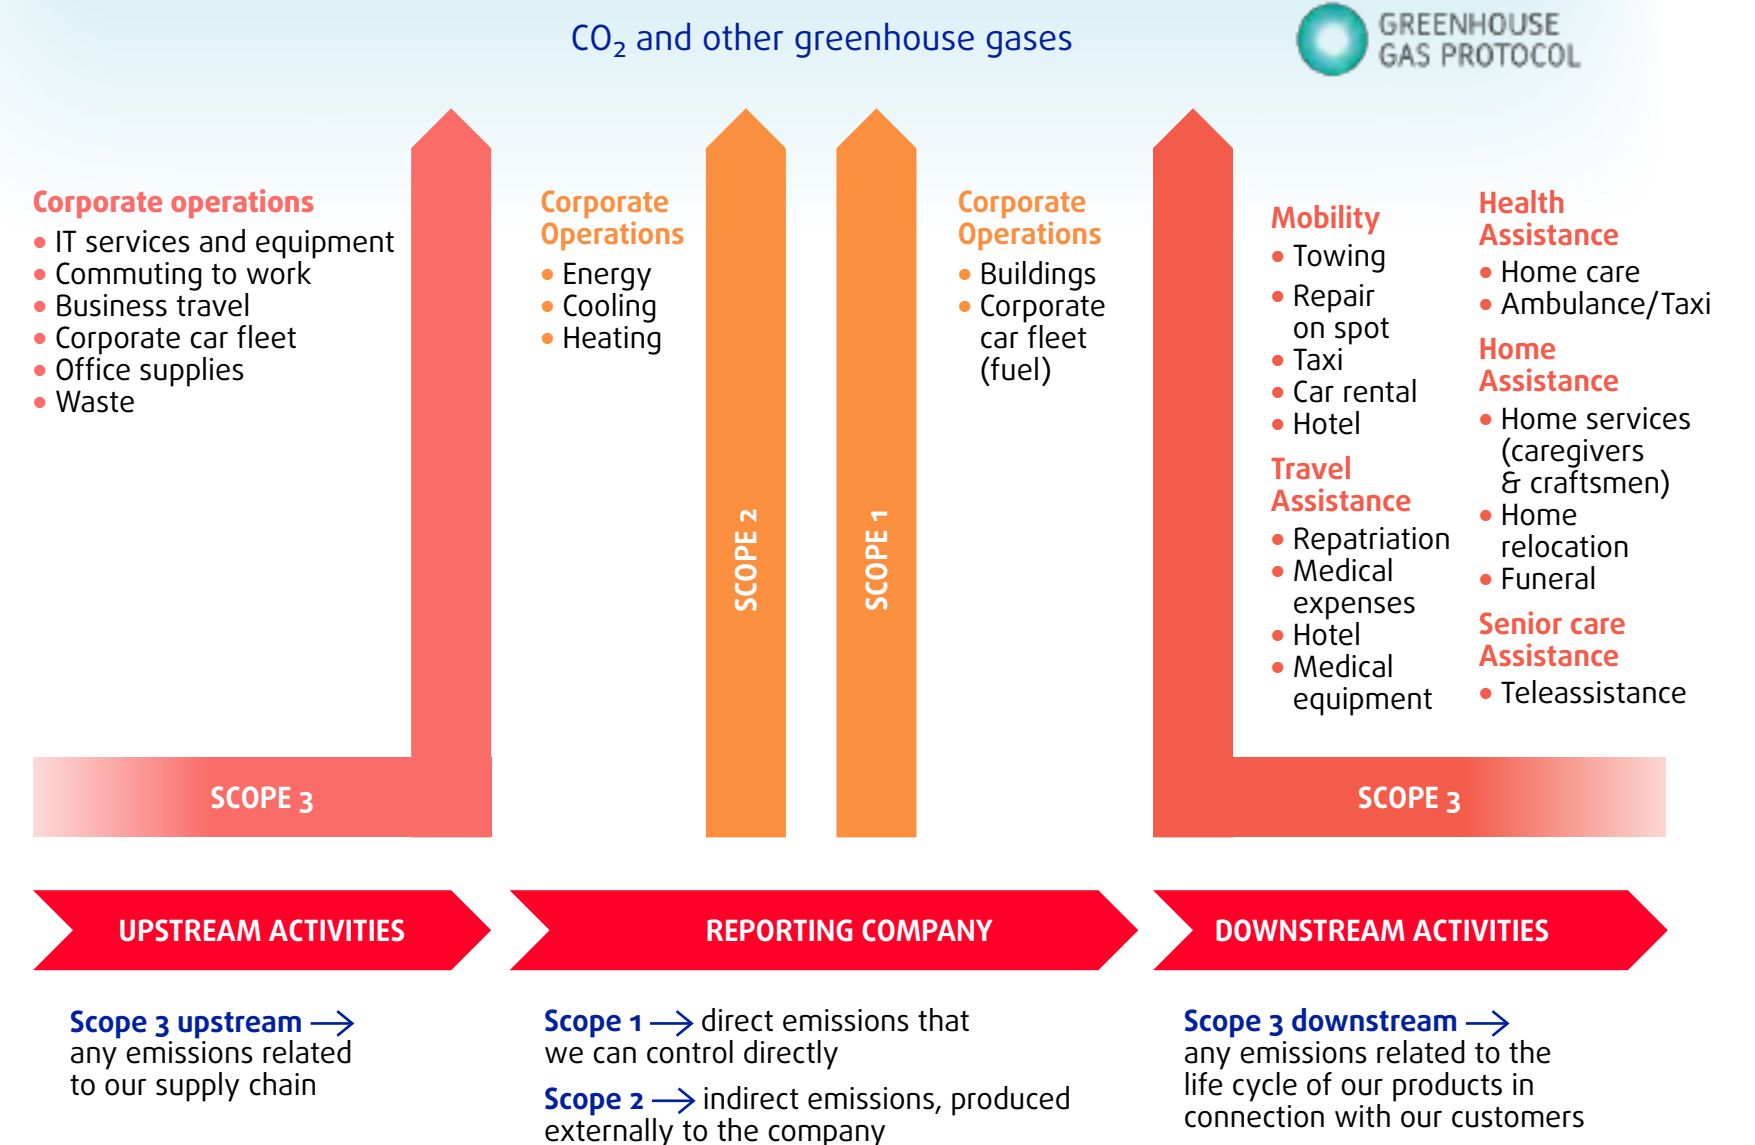 CO₂ and other greenhouse gases
GREENHOUSE
GAS PROTOCOL
Corporate operations
• IT services and equipment
• Commuting to work
• Business travel
• Corporate car fleet
• Office supplies
• Waste
SCOPE 3
Corporate
Operations
• Energy
• Cooling
• Heating
SCOPE 2
SCOPE 1
Corporate
Operations
• Buildings
• Corporate
car fleet
(fuel)
Mobility
• Towing
• Repair
on spot
• Taxi
• Car rental
• Hotel
Travel
Assistance
• Repatriation
• Medical
expenses
• Hotel
• Medical
equipment
Health
Assistance
• Home care
• Ambulance/Taxi
Home
Assistance
• Home services
(caregivers
& craftsmen)
• Home
relocation
• Funeral
Senior care
Assistance
• Teleassistance
SCOPE 3
UPSTREAM ACTIVITIES
REPORTING COMPANY
DOWNSTREAM ACTIVITIES
Scope 3 upstream →
any emissions related
to our supply chain
Scope 1 → direct emissions that
we can control directly
Scope 2 → indirect emissions, produced
externally to the company
Scope 3 downstream →
any emissions related to the
life cycle of our products in
connection with our customers